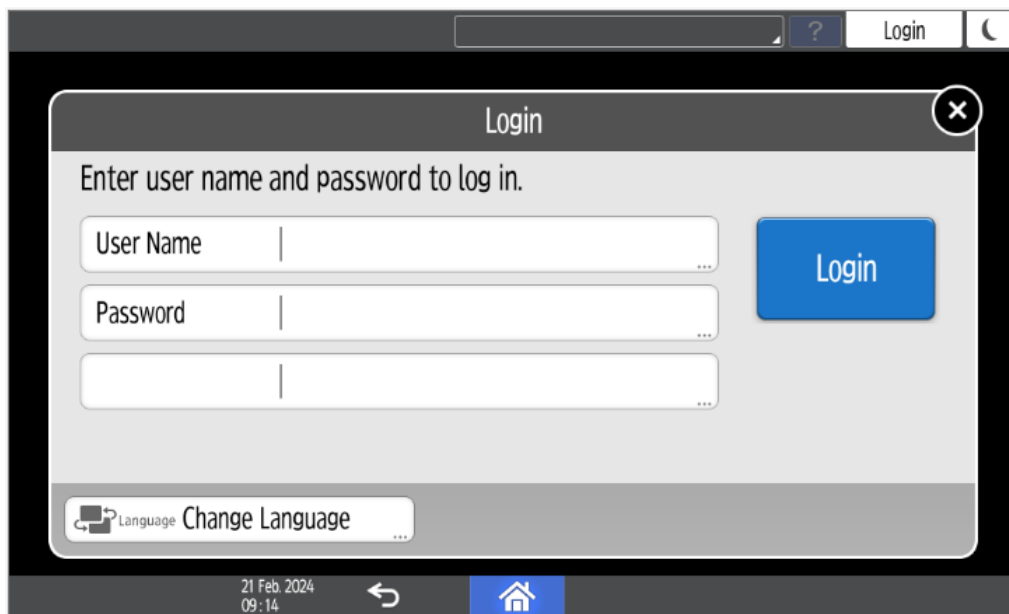 ? Login
Login
Enter user name and password to log in.
User Name
...
Password
...
...
Language Change Language
...
21 Feb. 2024
09:14